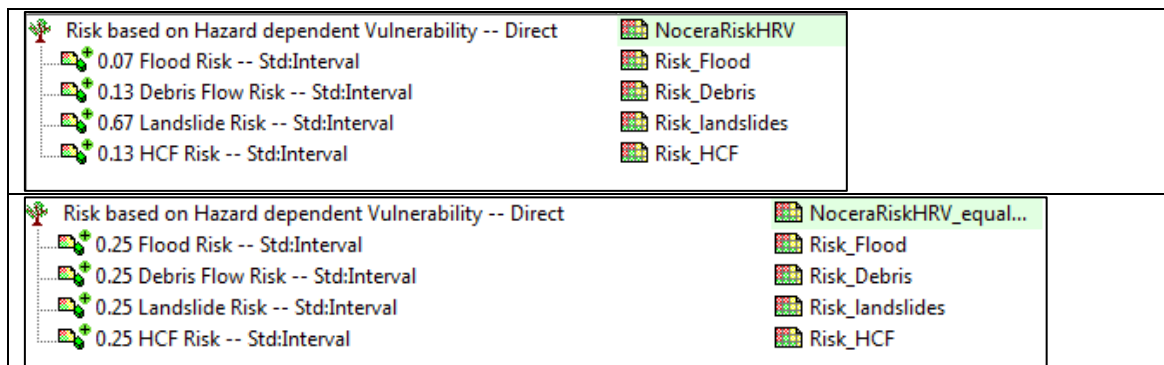 Risk based on Hazard dependent Vulnerability -- Direct NoceraRiskHRV
0.07 Flood Risk -- Std:Interval Risk_Flood
0.13 Debris Flow Risk -- Std:Interval Risk_Debris
0.67 Landslide Risk -- Std:Interval Risk_landslides
0.13 HCF Risk -- Std:Interval Risk_HCF
Risk based on Hazard dependent Vulnerability -- Direct NoceraRiskHRV_equal...
0.25 Flood Risk -- Std:Interval Risk_Flood
0.25 Debris Flow Risk -- Std:Interval Risk_Debris
0.25 Landslide Risk -- Std:Interval Risk_landslides
0.25 HCF Risk -- Std:Interval Risk_HCF